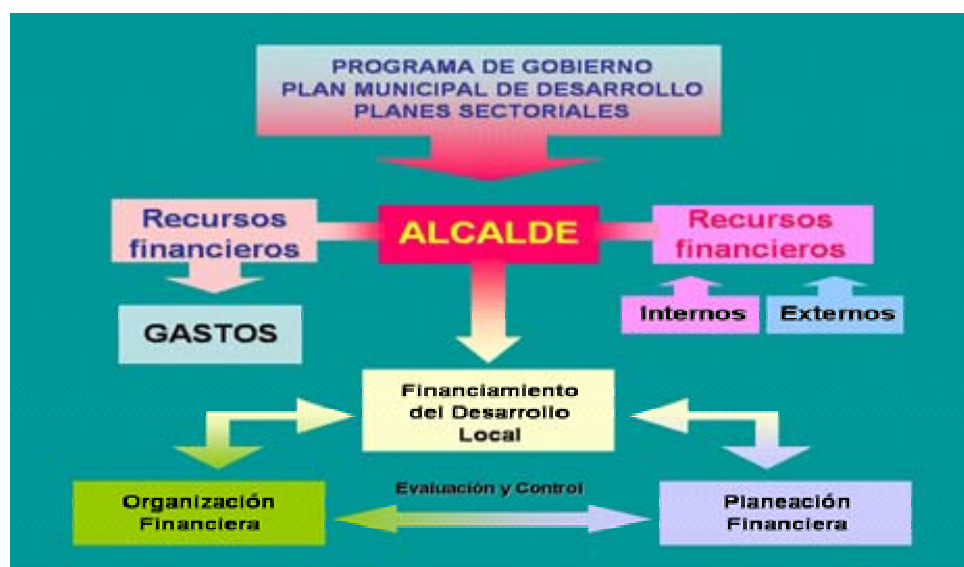 PROGRAMA DE GOBIERNO
PLAN MUNICIPAL DE DESARROLLO
PLANES SECTORIALES
Recursos
financieros
ALCALDE
Recursos
financieros
GASTOS
Internos
Externos
Financiamiento
del Desarrollo
Local
Organización
Financiera
Evaluación y Control
Planeación
Financiera